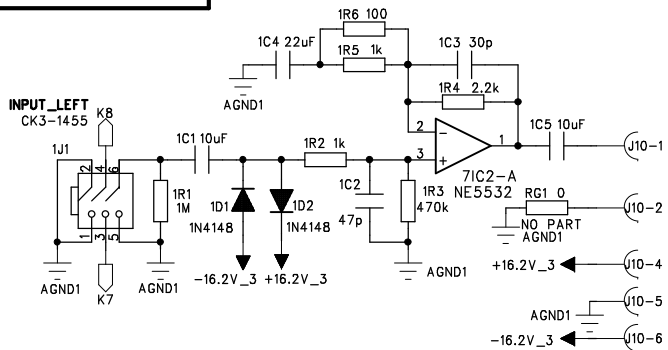 1R6 100
1C4 22uF
1R5 1k
1C3 30p
1R4 2.2k
AGND1
INPUT_LEFT
CK3-1455
K8
1J1
2 4 6
1 3 5
K7
AGND1
1R1
1M
AGND1
1C1 10uF
1D1
1N4148
1D2
1N4148
-16.2V_3 +16.2V_3
1R2 1k
1C2
47p
1R3
470k
AGND1
2
3
1
7IC2-A
NE5532
1C5 10uF
J10-1
RG1 0
NO PART
AGND1
J10-2
+16.2V_3
J10-4
AGND1
J10-5
-16.2V_3
J10-6